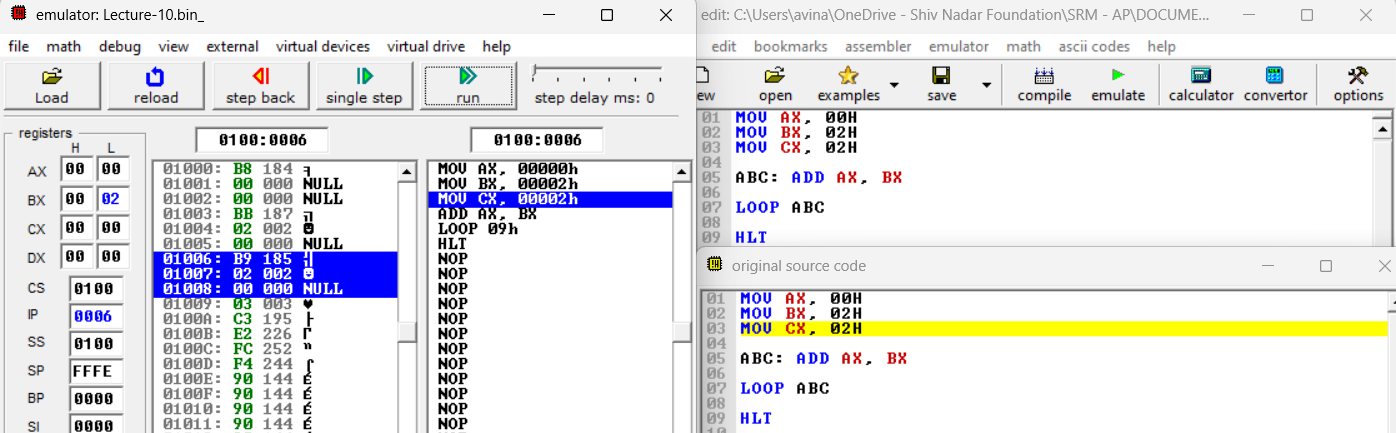 emulator: Lecture-10.bin_
file math debug view external virtual devices virtual drive help
Load reload step back single step run step delay ms: 0
registers
H L
AX 00 00
BX 00 02
CX 00 00
DX 00 00
CS 0100
IP 0006
SS 0100
SP FFFE
BP 0000
SI 0000
0100:0006
01000: B8 184 ╕
01001: 00 000 NULL
01002: 00 000 NULL
01003: BB 187 ╗
01004: 02 002 ☻
01005: 00 000 NULL
01006: B9 185 ╣
01007: 02 002 ☻
01008: 00 000 NULL
01009: 03 003 ♥
0100A: C3 195 ├
0100B: E2 226 Γ
0100C: FC 252 ⁿ
0100D: F4 244 ⌠
0100E: 90 144 É
0100F: 90 144 É
01010: 90 144 É
01011: 90 144 É
0100:0006
MOV AX, 00000h
MOV BX, 00002h
MOV CX, 00002h
ADD AX, BX
LOOP 09h
HLT
NOP
NOP
NOP
NOP
NOP
NOP
NOP
NOP
NOP
NOP
NOP
NOP
edit: C:\Users\avina\OneDrive - Shiv Nadar Foundation\SRM - AP\DOCUME...
edit bookmarks assembler emulator math ascii codes help
ew open examples save compile emulate calculator convertor options
01 MOV AX, 00H
02 MOV BX, 02H
03 MOV CX, 02H
04
05 ABC: ADD AX, BX
06
07 LOOP ABC
08
09 HLT
original source code
01 MOV AX, 00H
02 MOV BX, 02H
03 MOV CX, 02H
04
05 ABC: ADD AX, BX
06
07 LOOP ABC
08
09 HLT
10